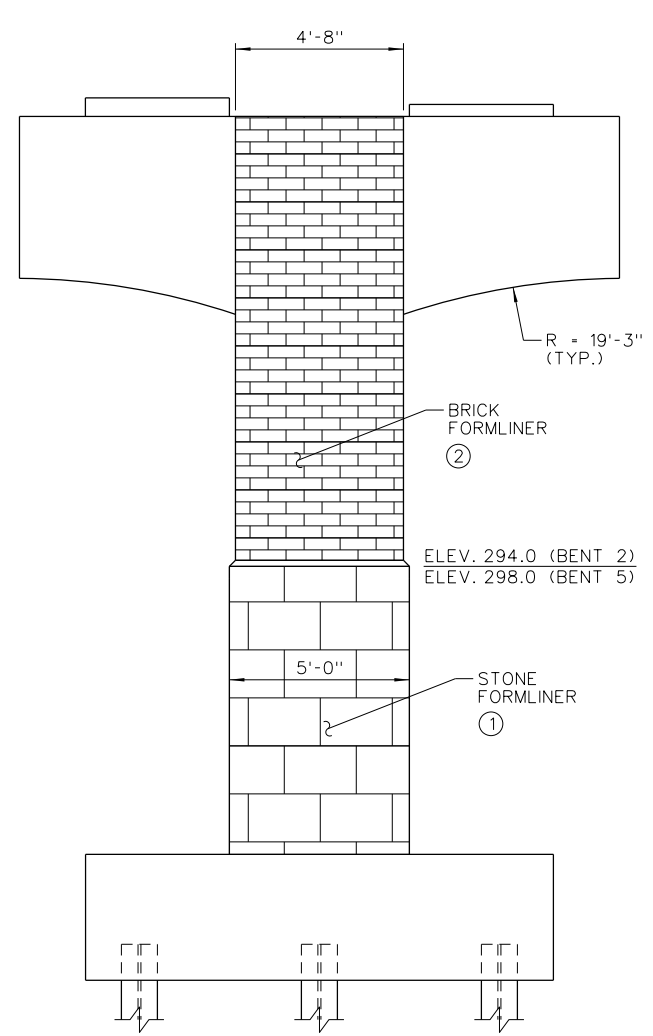 4'-8"
R = 19'-3"
(TYP.)
BRICK
FORMLINER
2
ELEV. 294.0 (BENT 2)
ELEV. 298.0 (BENT 5)
5'-0"
STONE
FORMLINER
1